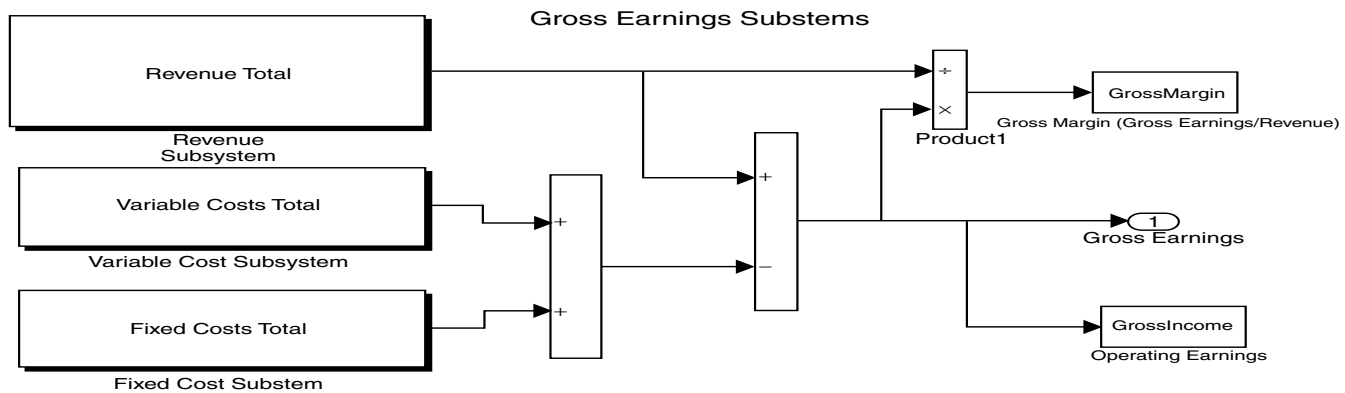 Gross Earnings Substems
Revenue Total
Revenue
Subsystem
÷
×
Product1
GrossMargin
Gross Margin (Gross Earnings/Revenue)
Variable Costs Total
Variable Cost Subsystem
+
+
+
−
1
Gross Earnings
Fixed Costs Total
Fixed Cost Substem
GrossIncome
Operating Earnings